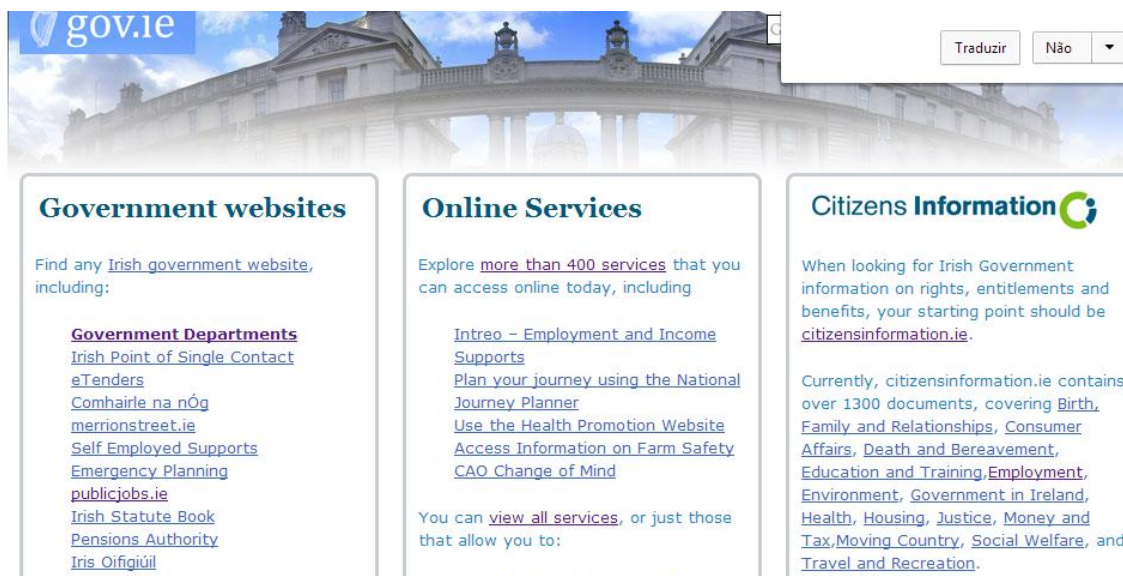 gov.ie
Traduzir
Não
Government websites
Find any Irish government website,
including:
Government Departments
Irish Point of Single Contact
eTenders
Comhairle na nÓg
merrionstreet.ie
Self Employed Supports
Emergency Planning
publicjobs.ie
Irish Statute Book
Pensions Authority
Iris Oifigiúil
Online Services
Explore more than 400 services that you
can access online today, including
Intreo – Employment and Income
Supports
Plan your journey using the National
Journey Planner
Use the Health Promotion Website
Access Information on Farm Safety
CAO Change of Mind
You can view all services, or just those
that allow you to:
Citizens Information
When looking for Irish Government
information on rights, entitlements and
benefits, your starting point should be
citizensinformation.ie.
Currently, citizensinformation.ie contains
over 1300 documents, covering Birth,
Family and Relationships, Consumer
Affairs, Death and Bereavement,
Education and Training,Employment,
Environment, Government in Ireland,
Health, Housing, Justice, Money and
Tax,Moving Country, Social Welfare, and
Travel and Recreation.